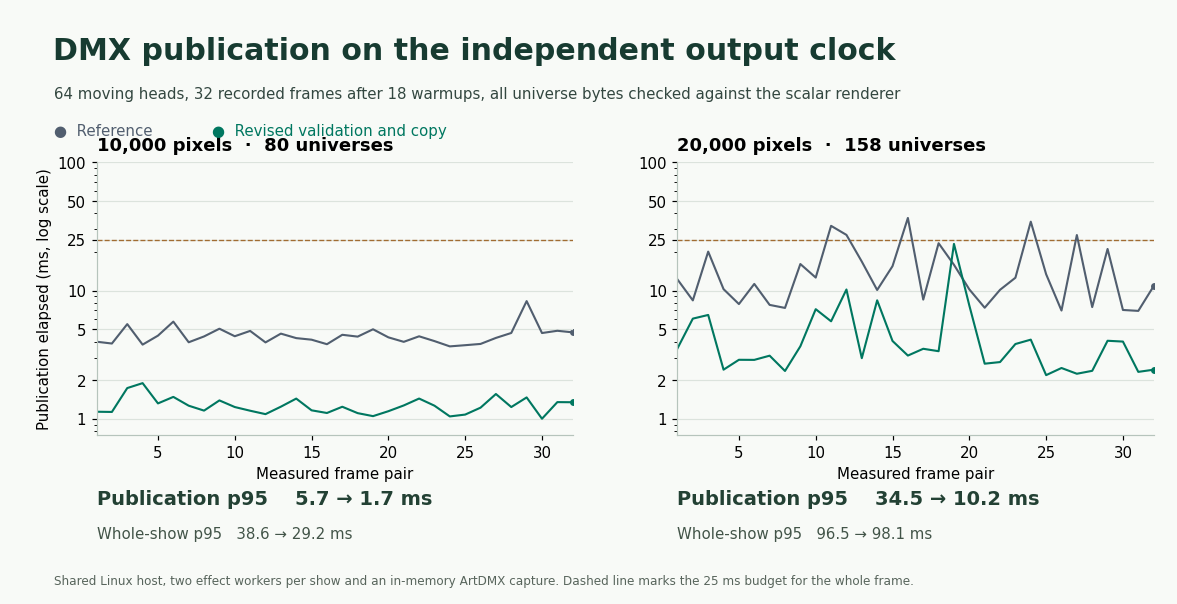 DMX publication on the independent output clock
64 moving heads, 32 recorded frames after 18 warmups, all universe bytes checked against the scalar renderer
● Reference ● Revised validation and copy
10,000 pixels · 80 universes
Publication elapsed (ms, log scale)
100
50
25
10
5
2
1
5 10 15 20 25 30
Measured frame pair
Publication p95 5.7 → 1.7 ms
Whole-show p95 38.6 → 29.2 ms
20,000 pixels · 158 universes
100
50
25
10
5
2
1
5 10 15 20 25 30
Measured frame pair
Publication p95 34.5 → 10.2 ms
Whole-show p95 96.5 → 98.1 ms
Shared Linux host, two effect workers per show and an in-memory ArtDMX capture. Dashed line marks the 25 ms budget for the whole frame.